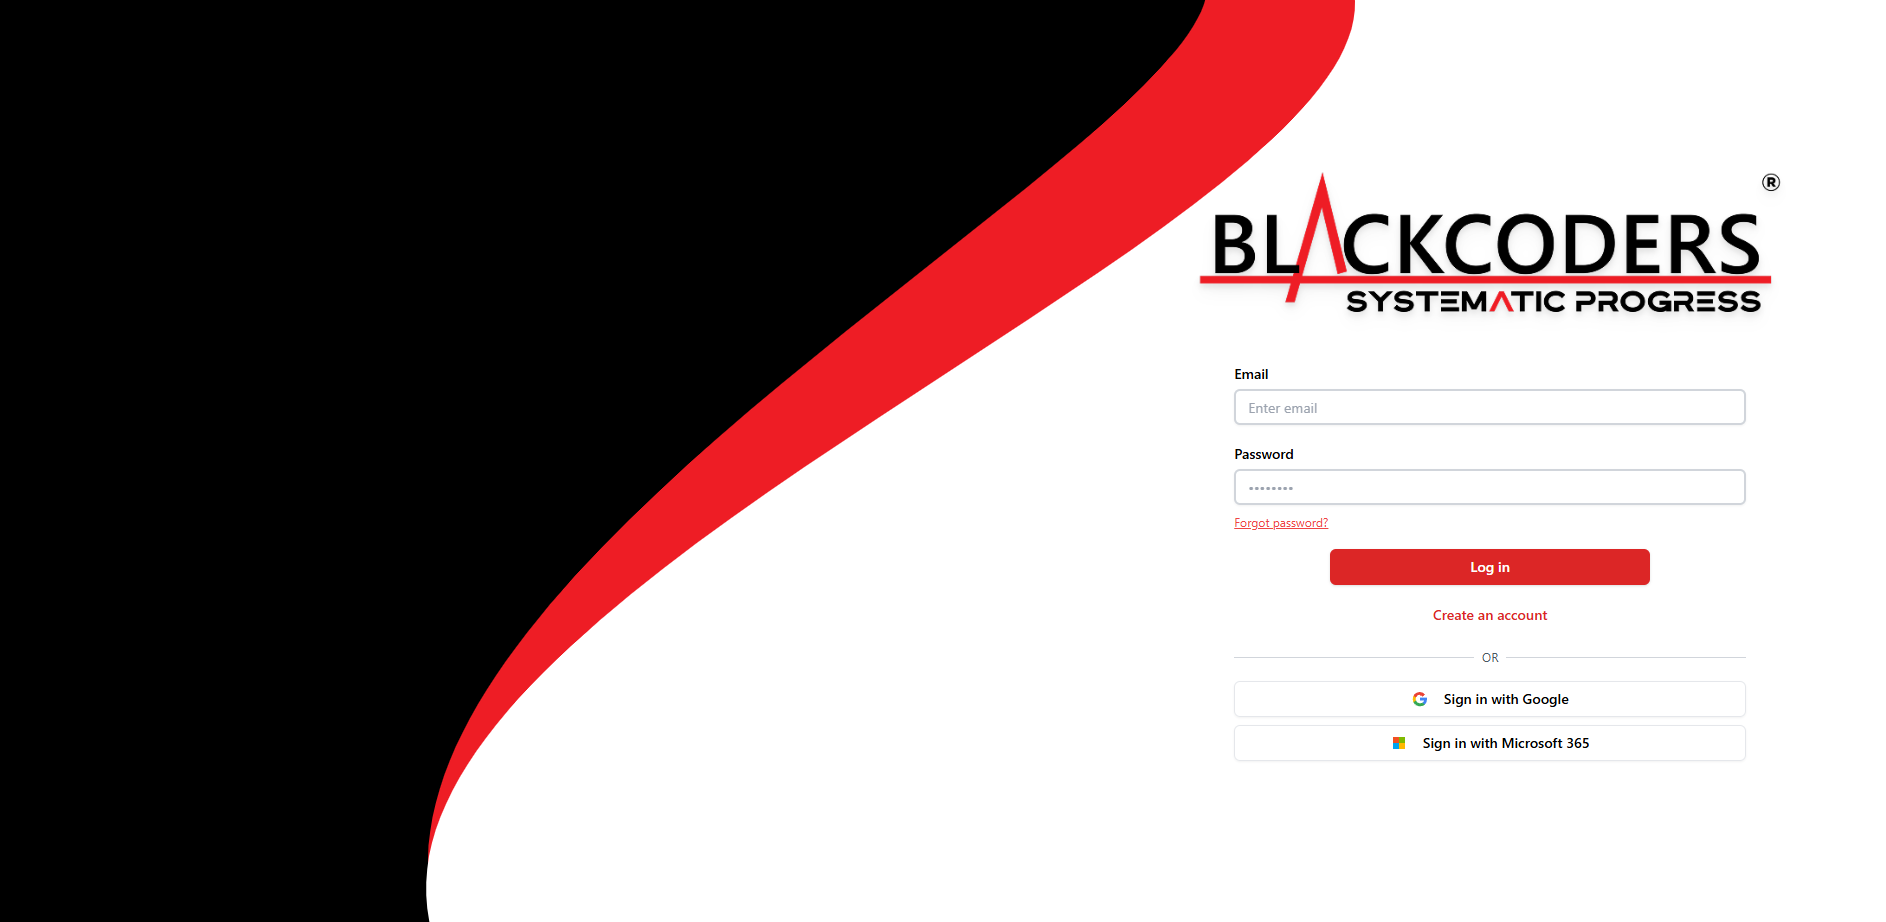 BLACKCODERS®
SYSTEMATIC PROGRESS
Email
Enter email
Password
••••••••
Forgot password?
Log in
Create an account
OR
Sign in with Google
Sign in with Microsoft 365